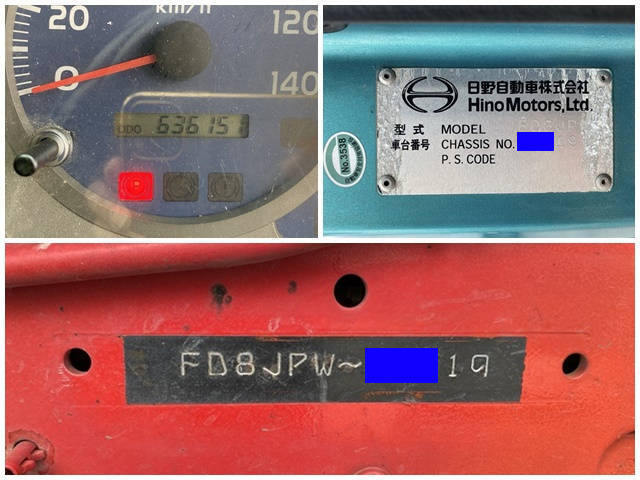 20
km/h
120
0
140
ODO 636151
日野自動車株式会社
Hino Motors, Ltd.
型式 MODEL
車台番号 CHASSIS NO.
P. S. CODE
No.3538
FD8JPW~ 19